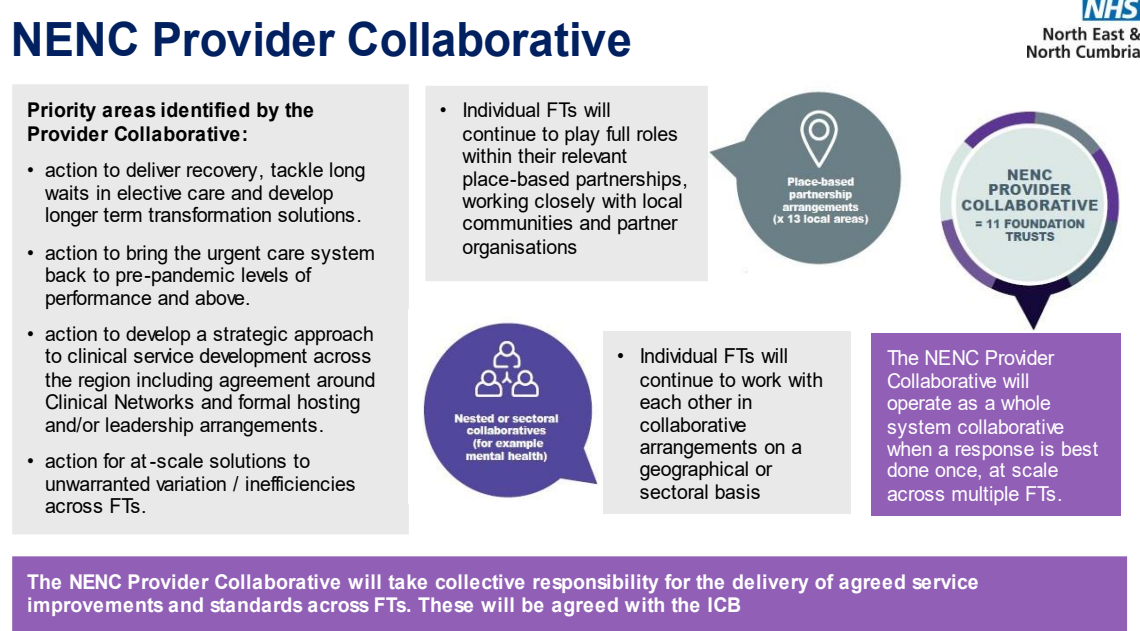 NENC Provider Collaborative
NHS
North East &
North Cumbria
Priority areas identified by the
Provider Collaborative:
• action to deliver recovery, tackle long
waits in elective care and develop
longer term transformation solutions.
• action to bring the urgent care system
back to pre-pandemic levels of
performance and above.
• action to develop a strategic approach
to clinical service development across
the region including agreement around
Clinical Networks and formal hosting
and/or leadership arrangements.
• action for at-scale solutions to
unwarranted variation / inefficiencies
across FTs.
• Individual FTs will
continue to play full roles
within their relevant
place-based partnerships,
working closely with local
communities and partner
organisations
Place-based
partnership
arrangements
(x 13 local areas)
NENC
PROVIDER
COLLABORATIVE
= 11 FOUNDATION
TRUSTS
Nested or sectoral
collaboratives
(for example
mental health)
• Individual FTs will
continue to work with
each other in
collaborative
arrangements on a
geographical or
sectoral basis
The NENC Provider
Collaborative will
operate as a whole
system collaborative
when a response is best
done once, at scale
across multiple FTs.
The NENC Provider Collaborative will take collective responsibility for the delivery of agreed service
improvements and standards across FTs. These will be agreed with the ICB